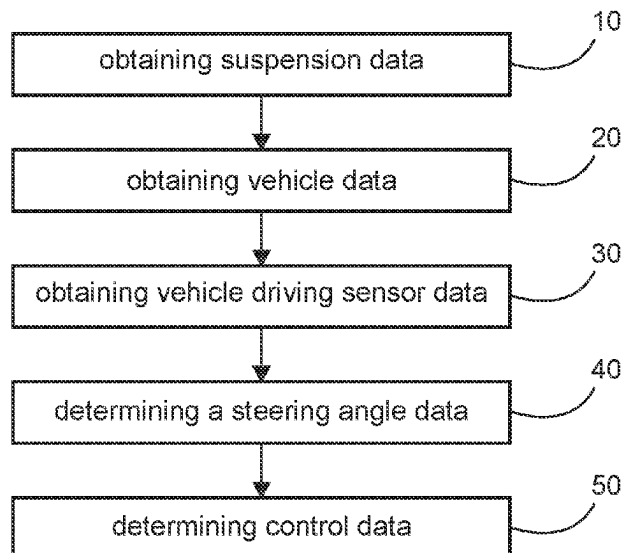 10
obtaining suspension data
20
obtaining vehicle data
30
obtaining vehicle driving sensor data
40
determining a steering angle data
50
determining control data